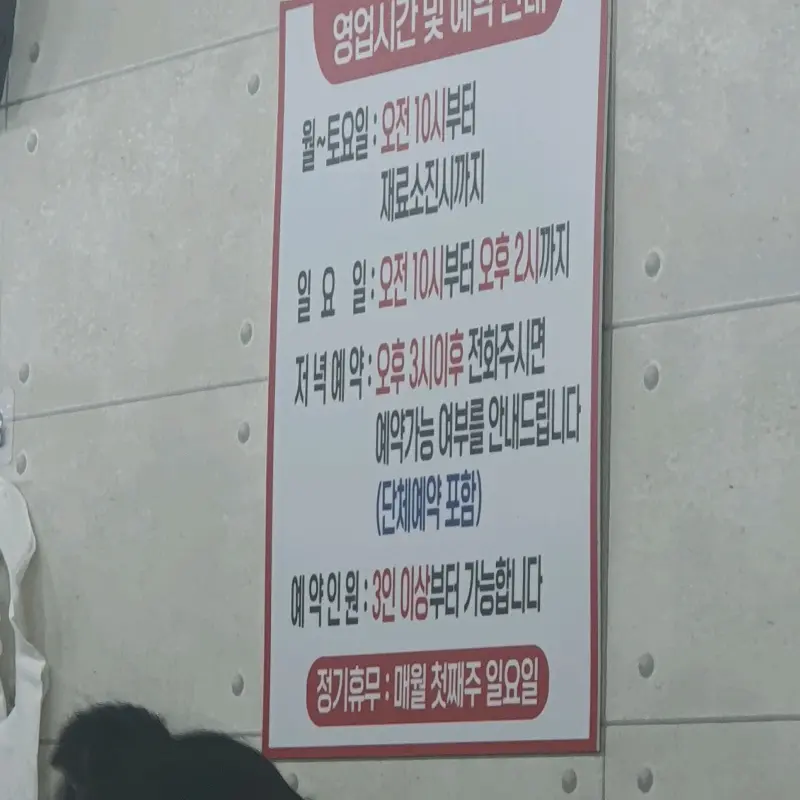 영업시간 및 예약 안내
월~토요일 : 오전 10시부터
재료소진시까지
일 요 일 : 오전 10시부터 오후 2시까지
저 녁 예 약 : 오후 3시이후 전화주시면
예약가능 여부를 안내드립니다
(단체예약 포함)
예 약 인 원 : 3인 이상부터 가능합니다
정기휴무 : 매월 첫째주 일요일